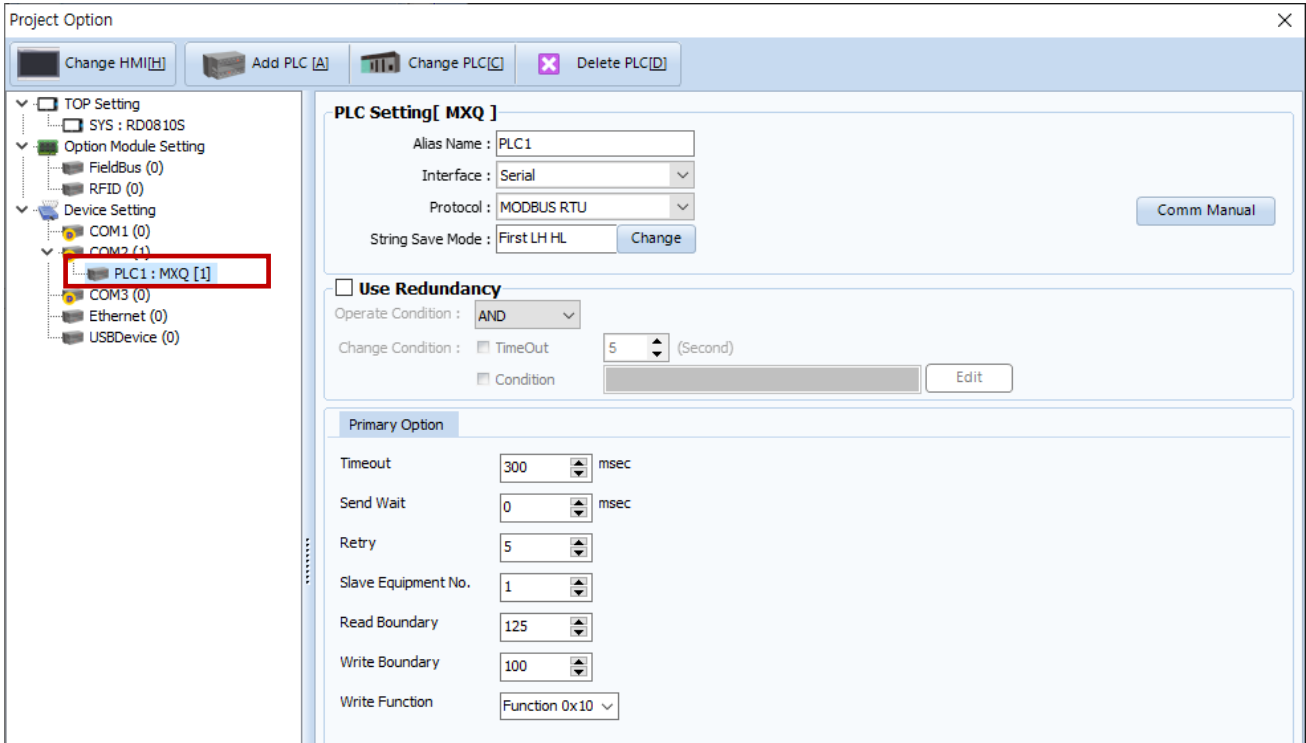 Project Option
Change HMI[H] Add PLC [A] Change PLC[C] Delete PLC[D]
TOP Setting
SYS : RD0810S
Option Module Setting
FieldBus (0)
RFID (0)
Device Setting
COM1 (0)
COM2 (1)
PLC1 : MXQ [1]
COM3 (0)
Ethernet (0)
USBDevice (0)
PLC Setting[ MXQ ]
Alias Name : PLC1
Interface : Serial
Protocol : MODBUS RTU
Comm Manual
String Save Mode : First LH HL Change
Use Redundancy
Operate Condition : AND
Change Condition : TimeOut 5 (Second)
Condition Edit
Primary Option
Timeout 300 msec
Send Wait 0 msec
Retry 5
Slave Equipment No. 1
Read Boundary 125
Write Boundary 100
Write Function Function 0x10